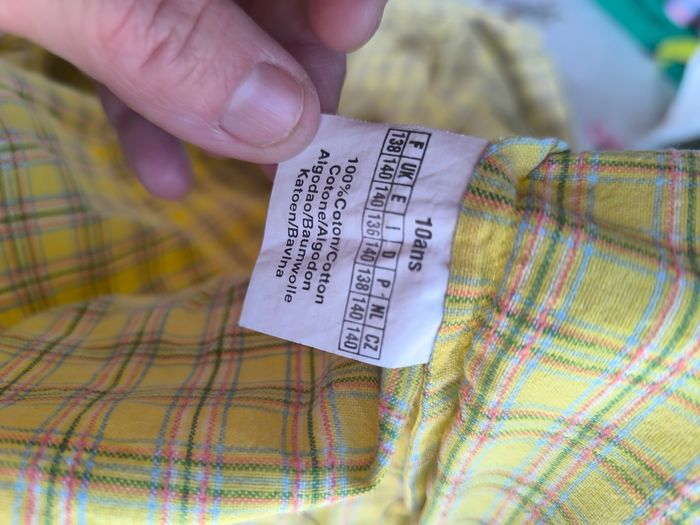 10ans
F UK E I D P NL CZ
138 140 140 136 140 138 140 140
100%Coton/Cotton
Cotone/Algodon
Algodao/Baumwolle
Katoen/Bavlna